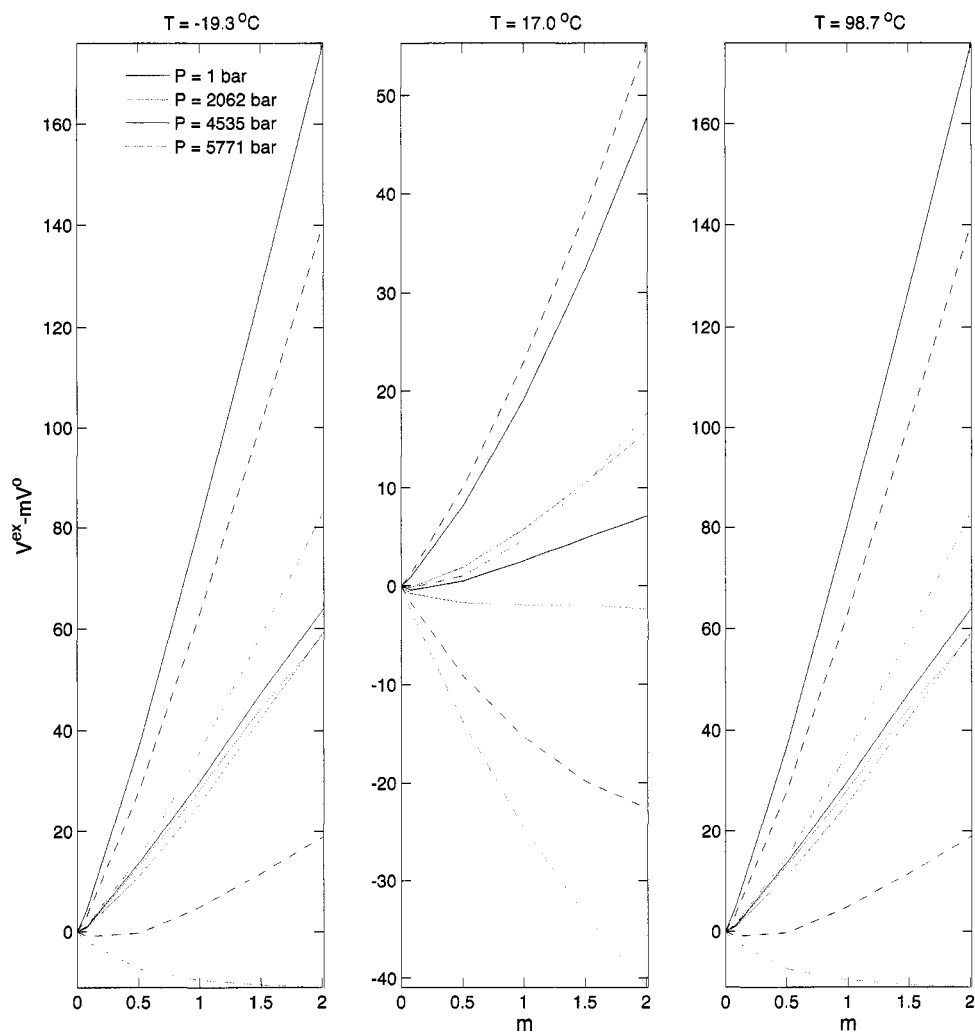 T = -19.3 °C
T = 17.0 °C
T = 98.7 °C
P = 1 bar
P = 2062 bar
P = 4535 bar
P = 5771 bar
V^ex-mV^o
160
140
120
100
80
60
40
20
0
0 0.5 1 1.5 2
50
40
30
20
10
0
-10
-20
-30
-40
0 0.5 1 1.5 2
m
160
140
120
100
80
60
40
20
0
0 0.5 1 1.5 2
m